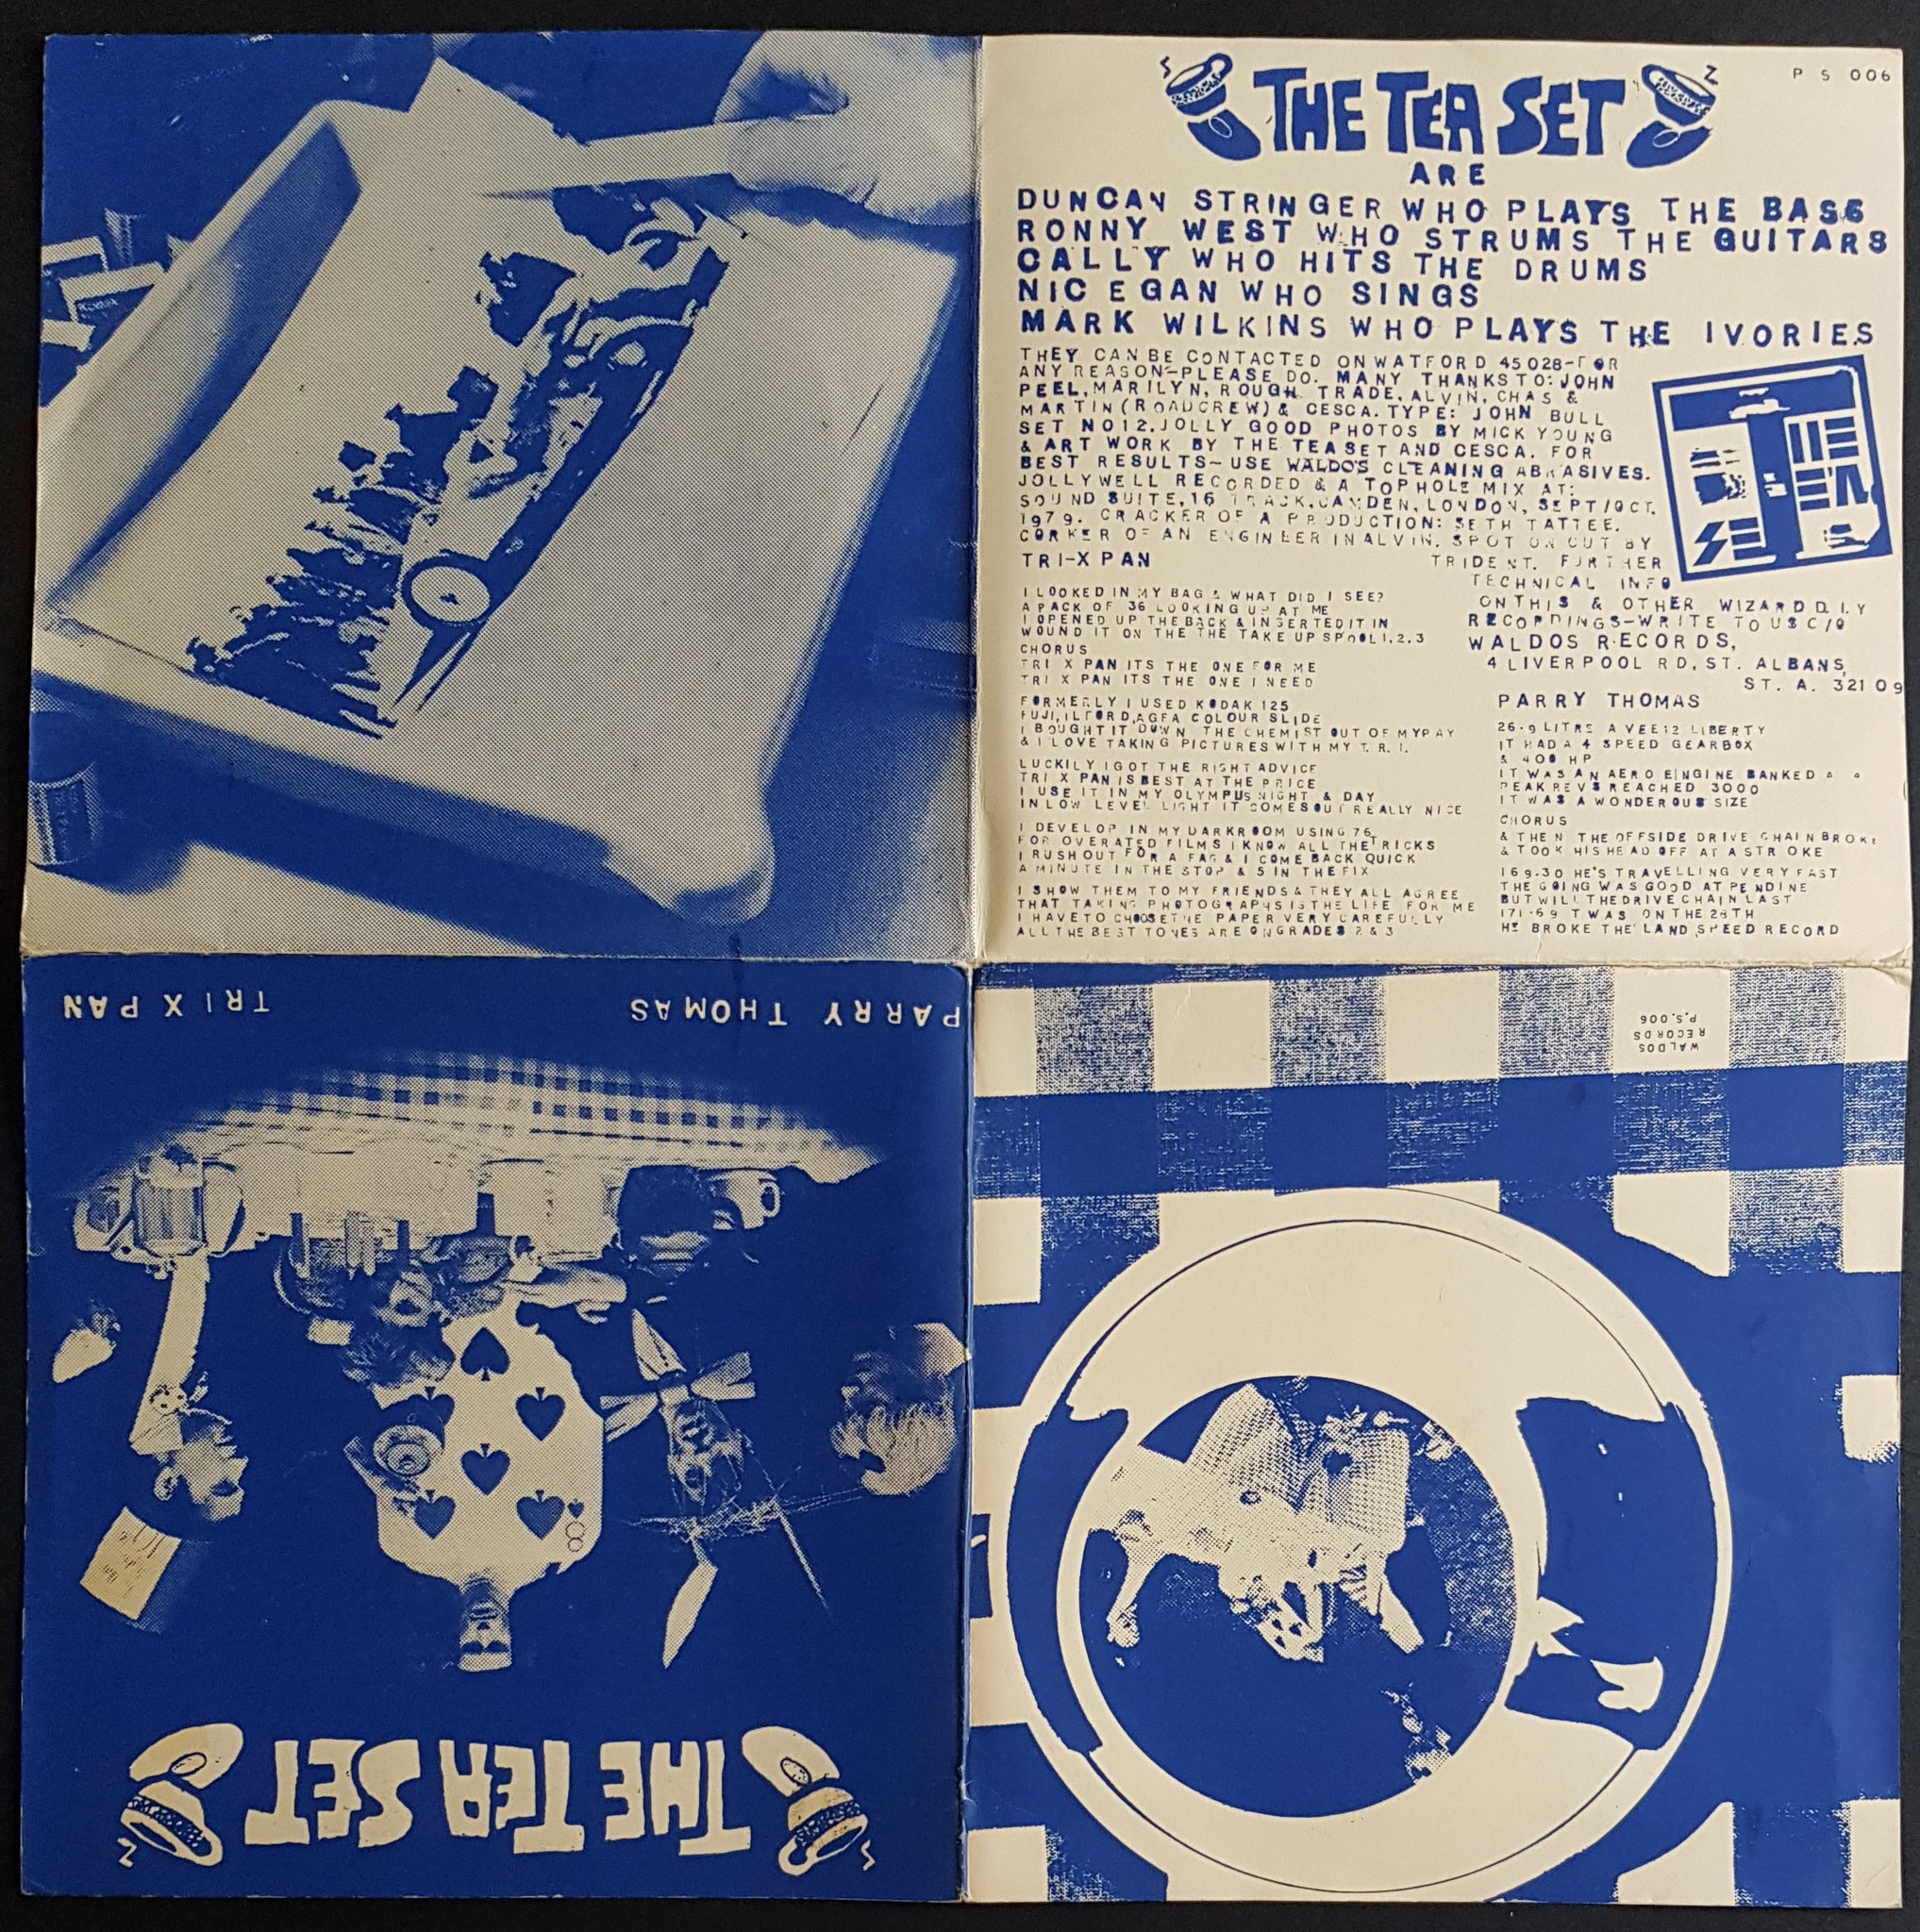 THE TEA SET
P S 006
ARE
DUNCAN STRINGER WHO PLAYS THE BASS
RONNY WEST WHO STRUMS THE GUITARS
CALLY WHO HITS THE DRUMS
NIC EGAN WHO SINGS
MARK WILKINS WHO PLAYS THE IVORIES
THEY CAN BE CONTACTED ON WATFORD 45028-FOR
ANY REASON-PLEASE DO. MANY THANKS TO: JOHN
PEEL, MARILYN, ROUGH TRADE, ALVIN, CHAS &
MARTIN (ROADCREW) & CESCA. TYPE: JOHN BULL
SET NO 12. JOLLY GOOD PHOTOS BY MICK YOUNG
& ART WORK BY THE TEA SET AND CESCA. FOR
BEST RESULTS-USE WALDO'S CLEANING ABRASIVES.
JOLLY WELL RECORDED & A TOPHOLE MIX AT:
SOUND SUITE, 16 TRACK, CAMDEN, LONDON, SEPT/OCT.
1979. CRACKER OF A PRODUCTION: SETH TATTEE.
CORKER OF AN ENGINEER IN ALVIN. SPOT ON CUT BY
TRIDENT. FURTHER
TECHNICAL INFO
ON THIS & OTHER WIZARD D.I.Y
RECORDINGS-WRITE TO US C/O
WALDOS RECORDS,
4 LIVERPOOL RD, ST. ALBANS,
ST. A. 32109
THE TEA SET
TRI-X PAN
I LOOKED IN MY BAG & WHAT DID I SEE?
A PACK OF 36 LOOKING UP AT ME
I OPENED UP THE BACK & INSERTED IT IN
WOUND IT ON THE THE TAKE UP SPOOL 1,2,3
CHORUS
TRI X PAN ITS THE ONE FOR ME
TRI X PAN ITS THE ONE I NEED
FORMERLY I USED KODAK 125
FUJI, ILFORD, AGFA COLOUR SLIDE
I BOUGHT IT DOWN THE CHEMIST OUT OF MY PAY
& I LOVE TAKING PICTURES WITH MY T. R. I.
LUCKILY I GOT THE RIGHT ADVICE
TRI X PAN IS BEST AT THE PRICE
I USE IT IN MY OLYMPUS NIGHT & DAY
IN LOW LEVEL LIGHT IT COMES OUT REALLY NICE
I DEVELOP IN MY DARKROOM USING 76
FOR OVERATED FILMS I KNOW ALL THE TRICKS
I RUSH OUT FOR A FAG & I COME BACK QUICK
A MINUTE IN THE STOP & 5 IN THE FIX
I SHOW THEM TO MY FRIENDS & THEY ALL AGREE
THAT TAKING PHOTOGRAPHS IS THE LIFE FOR ME
I HAVE TO CHOOSE THE PAPER VERY CAREFULLY
ALL THE BEST TONES ARE ON GRADES 2 & 3
PARRY THOMAS
26.9 LITRE A VEE12 LIBERTY
IT HAD A 4 SPEED GEARBOX
& 400 HP
IT WAS AN AERO ENGINE BANKED
PEAK REVS REACHED 3000
IT WAS A WONDEROUS SIZE
CHORUS
& THEN THE OFFSIDE DRIVE CHAIN BROKE
& TOOK HIS HEAD OFF AT A STROKE
169.30 HE'S TRAVELLING VERY FAST
THE GOING WAS GOOD AT PENDINE
BUT WILL THE DRIVE CHAIN LAST
171.69 T WAS ON THE 28TH
HE BROKE THE LAND SPEED RECORD
THE TEA SET
8
PARRY THOMAS
TRI X PAN
WALDOS
RECORDS
P.S.006